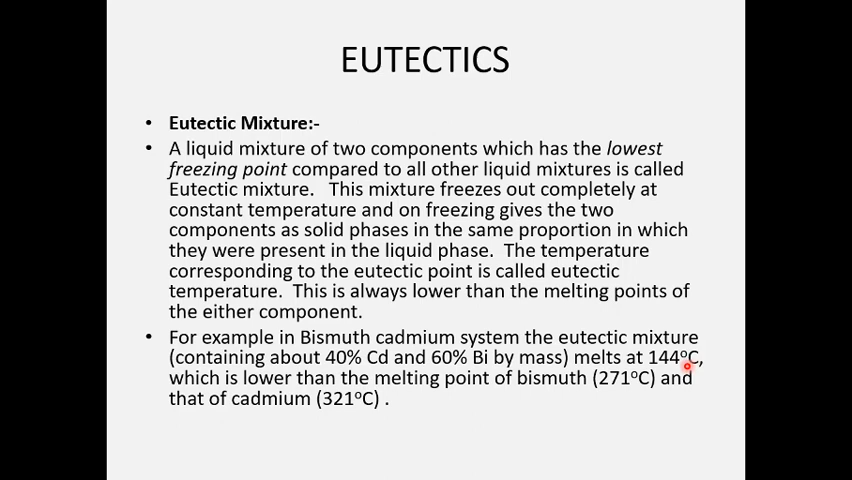 EUTECTICS
• Eutectic Mixture:-
• A liquid mixture of two components which has the lowest
freezing point compared to all other liquid mixtures is called
Eutectic mixture.   This mixture freezes out completely at
constant temperature and on freezing gives the two
components as solid phases in the same proportion in which
they were present in the liquid phase.  The temperature
corresponding to the eutectic point is called eutectic
temperature.  This is always lower than the melting points of
the either component.
• For example in Bismuth cadmium system the eutectic mixture
(containing about 40% Cd and 60% Bi by mass) melts at 144ºC,
which is lower than the melting point of bismuth (271ºC) and
that of cadmium (321ºC) .